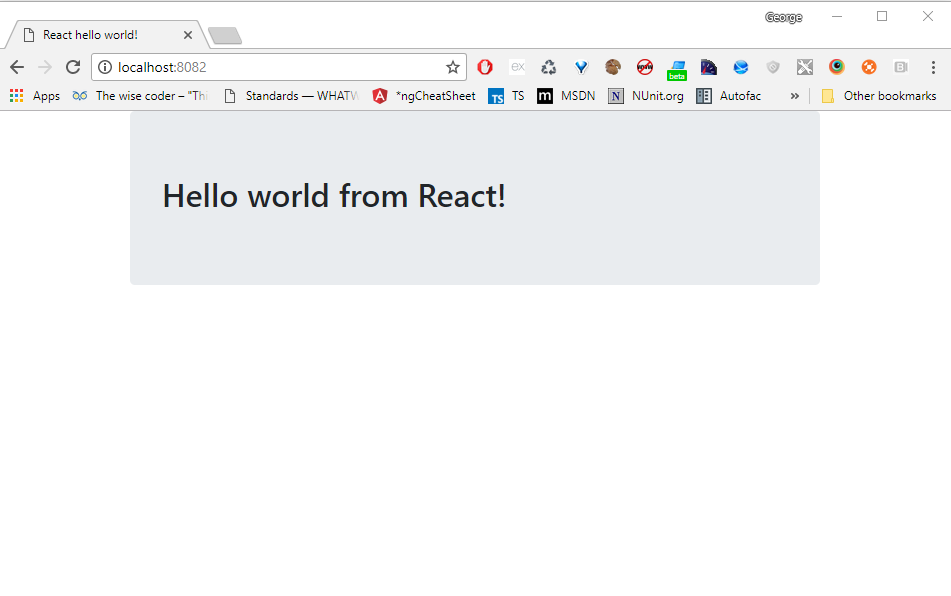 George
React hello world!
localhost:8082
ex
beta
B
Apps
The wise coder – "Thi
Standards — WHATW
*ngCheatSheet
TS
TS
m
MSDN
N
NUnit.org
Autofac
»
Other bookmarks
Hello world from React!